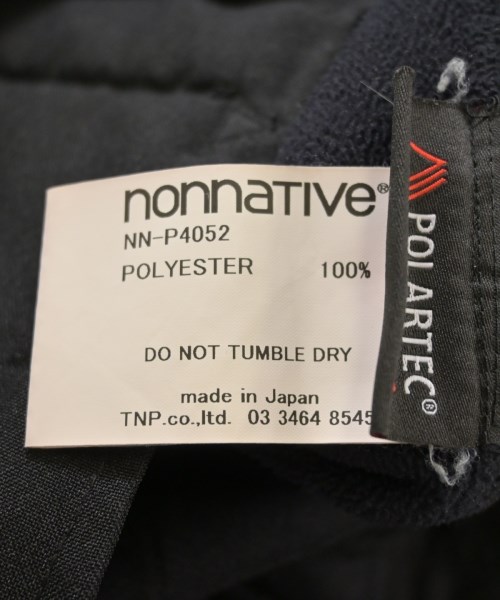 nonnative®
NN-P4052
POLYESTER 100%
DO NOT TUMBLE DRY
made in Japan
TNP.co.,ltd. 03 3464 8545
POLARTEC®